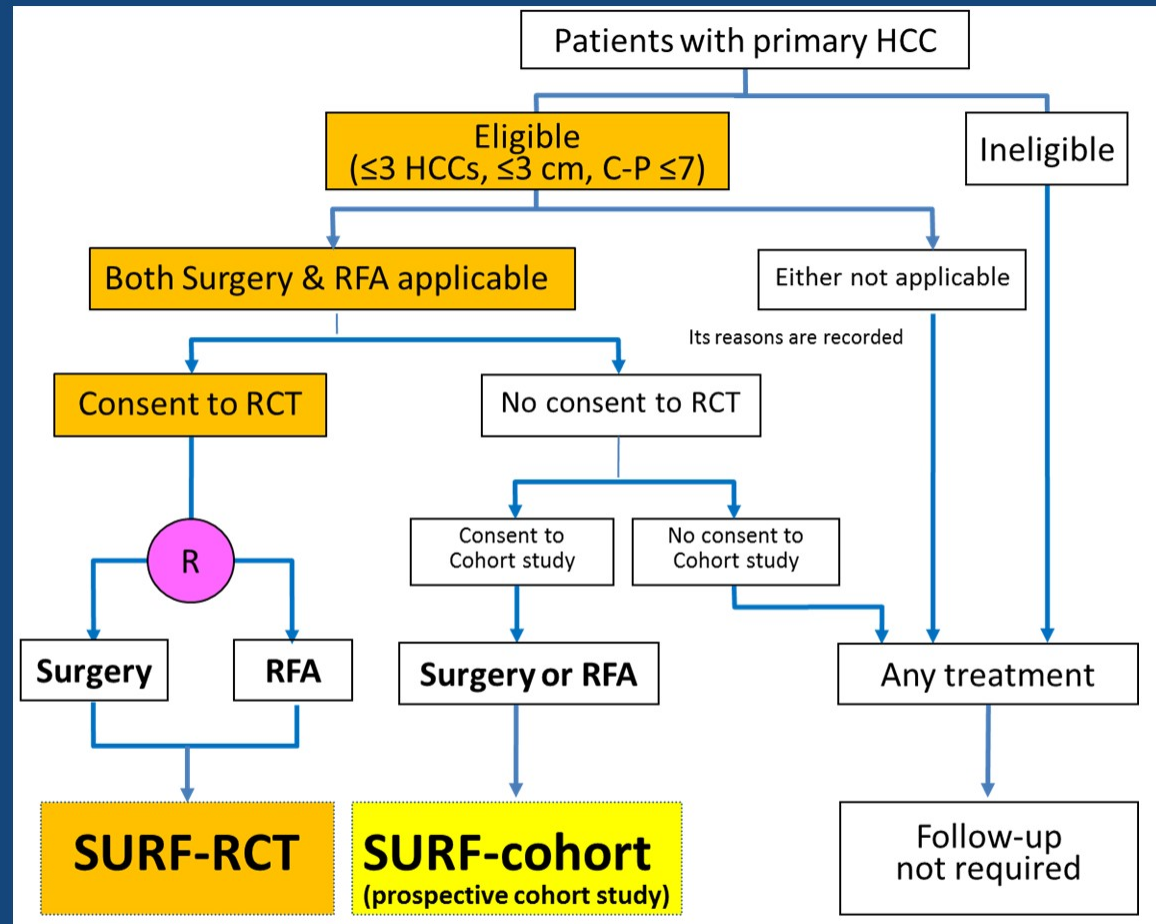 Patients with primary HCC
Eligible
(≤3 HCCs, ≤3 cm, C-P ≤7)
Ineligible
Both Surgery & RFA applicable
Either not applicable
Its reasons are recorded
Consent to RCT
No consent to RCT
Consent to
Cohort study
No consent to
Cohort study
R
Surgery
RFA
Surgery or RFA
Any treatment
SURF-RCT
SURF-cohort
(prospective cohort study)
Follow-up
not required